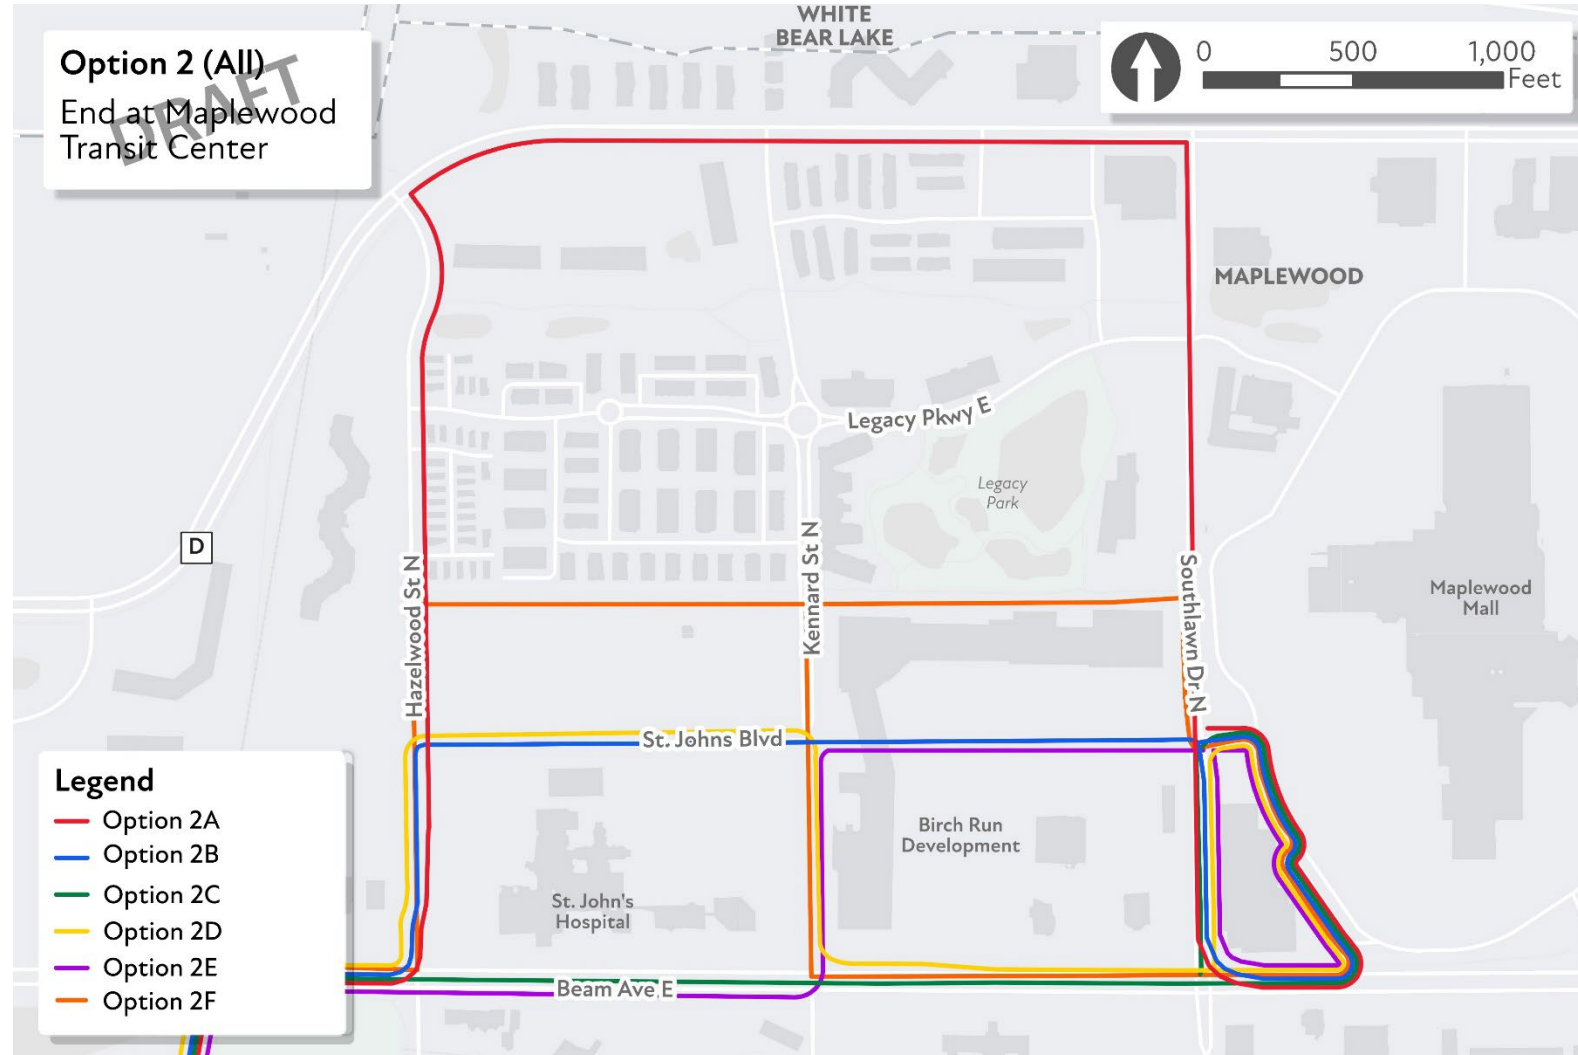 WHITE
BEAR LAKE
Option 2 (All)
End at Maplewood
Transit Center
DRAFT
0 500 1,000
Feet
MAPLEWOOD
Legacy Pkwy E
Legacy
Park
D
Hazelwood St N
Kennard St N
Southlawn Dr N
Maplewood
Mall
St. Johns Blvd
Legend
Option 2A
Option 2B
Option 2C
Option 2D
Option 2E
Option 2F
Birch Run
Development
St. John's
Hospital
Beam Ave E